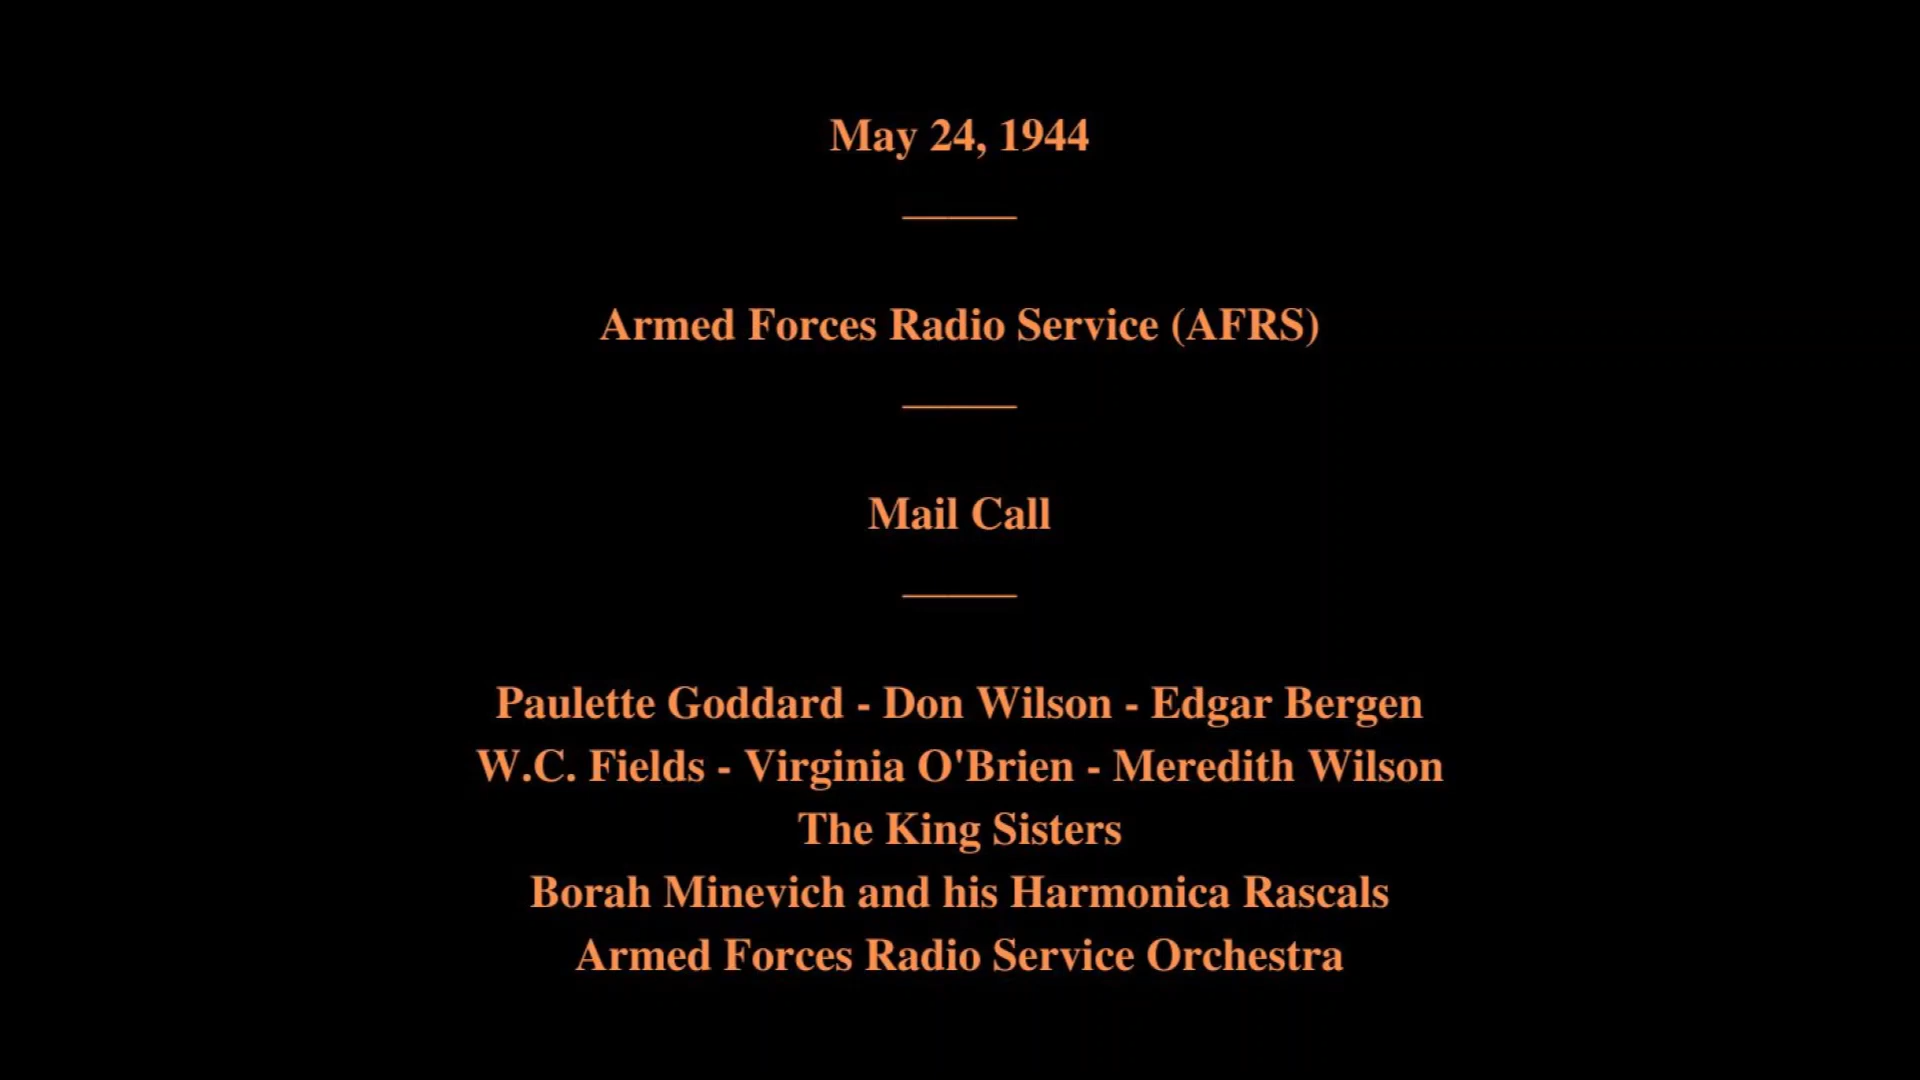 May 24, 1944
Armed Forces Radio Service (AFRS)
Mail Call
Paulette Goddard - Don Wilson - Edgar Bergen
W.C. Fields - Virginia O'Brien - Meredith Wilson
The King Sisters
Borah Minevich and his Harmonica Rascals
Armed Forces Radio Service Orchestra